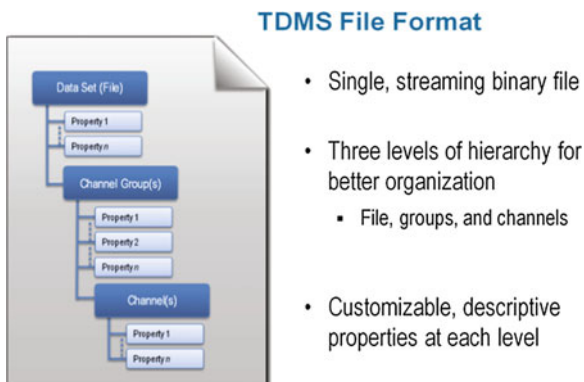 TDMS File Format
Data Set (File)
Property 1
Property n
Channel Group(s)
Property 1
Property 2
Property n
Channel(s)
Property 1
Property n
• Single, streaming binary file
• Three levels of hierarchy for
better organization
▪ File, groups, and channels
• Customizable, descriptive
properties at each level